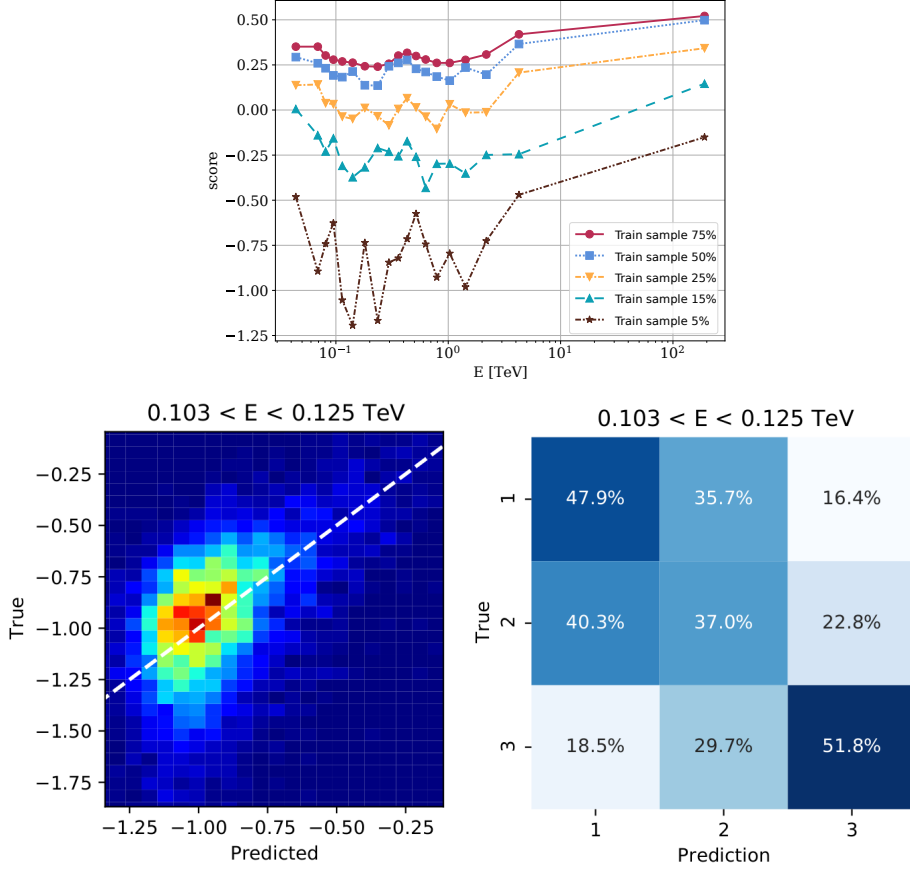 0.50
0.25
0.00
−0.25
−0.50
−0.75
−1.00
−1.25
score
Train sample 75%
Train sample 50%
Train sample 25%
Train sample 15%
Train sample 5%
10⁻¹ 10⁰ 10¹ 10²
E [TeV]
0.103 < E < 0.125 TeV
−0.25
−0.50
−0.75
−1.00
−1.25
−1.50
−1.75
True
−1.25 −1.00 −0.75 −0.50 −0.25
Predicted
0.103 < E < 0.125 TeV
1 47.9% 35.7% 16.4%
2 40.3% 37.0% 22.8%
3 18.5% 29.7% 51.8%
True
1 2 3
Prediction